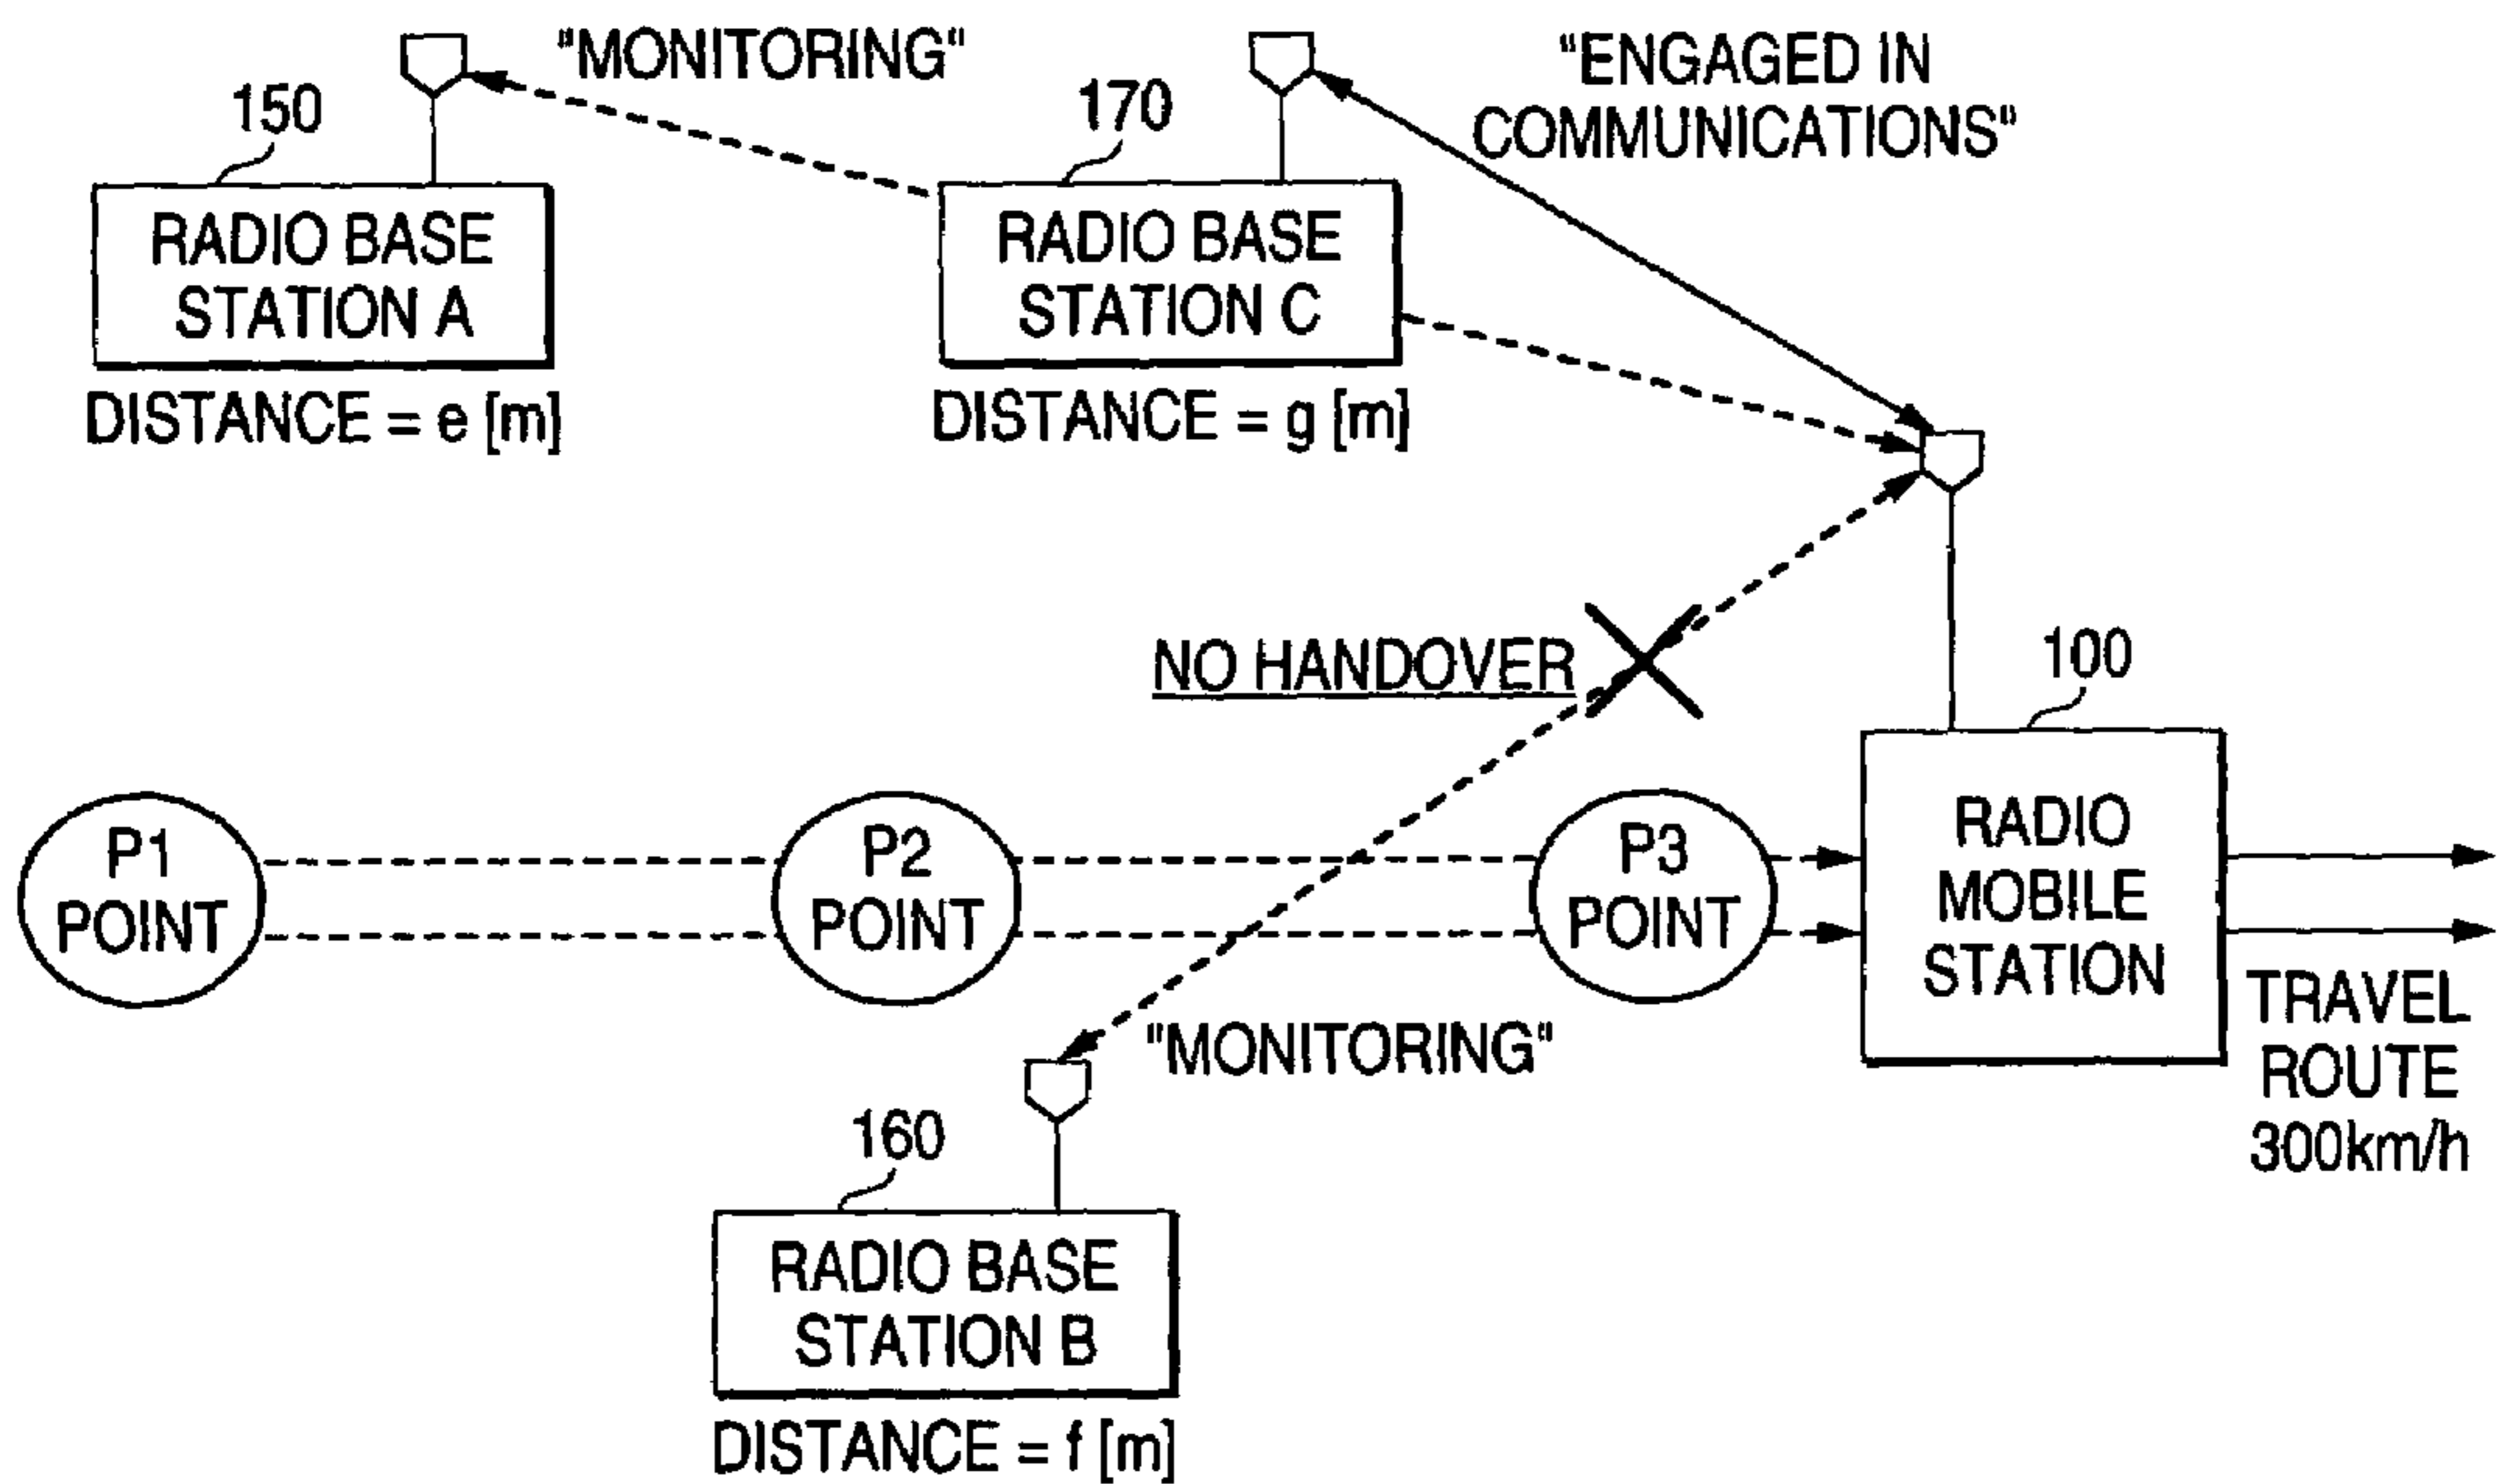 "MONITORING"
"ENGAGED IN
COMMUNICATIONS"
150
170
RADIO BASE
STATION A
RADIO BASE
STATION C
DISTANCE = e [m]
DISTANCE = g [m]
NO HANDOVER
100
P1
POINT
P2
POINT
P3
POINT
RADIO
MOBILE
STATION
TRAVEL
ROUTE
300km/h
"MONITORING"
160
RADIO BASE
STATION B
DISTANCE = f [m]